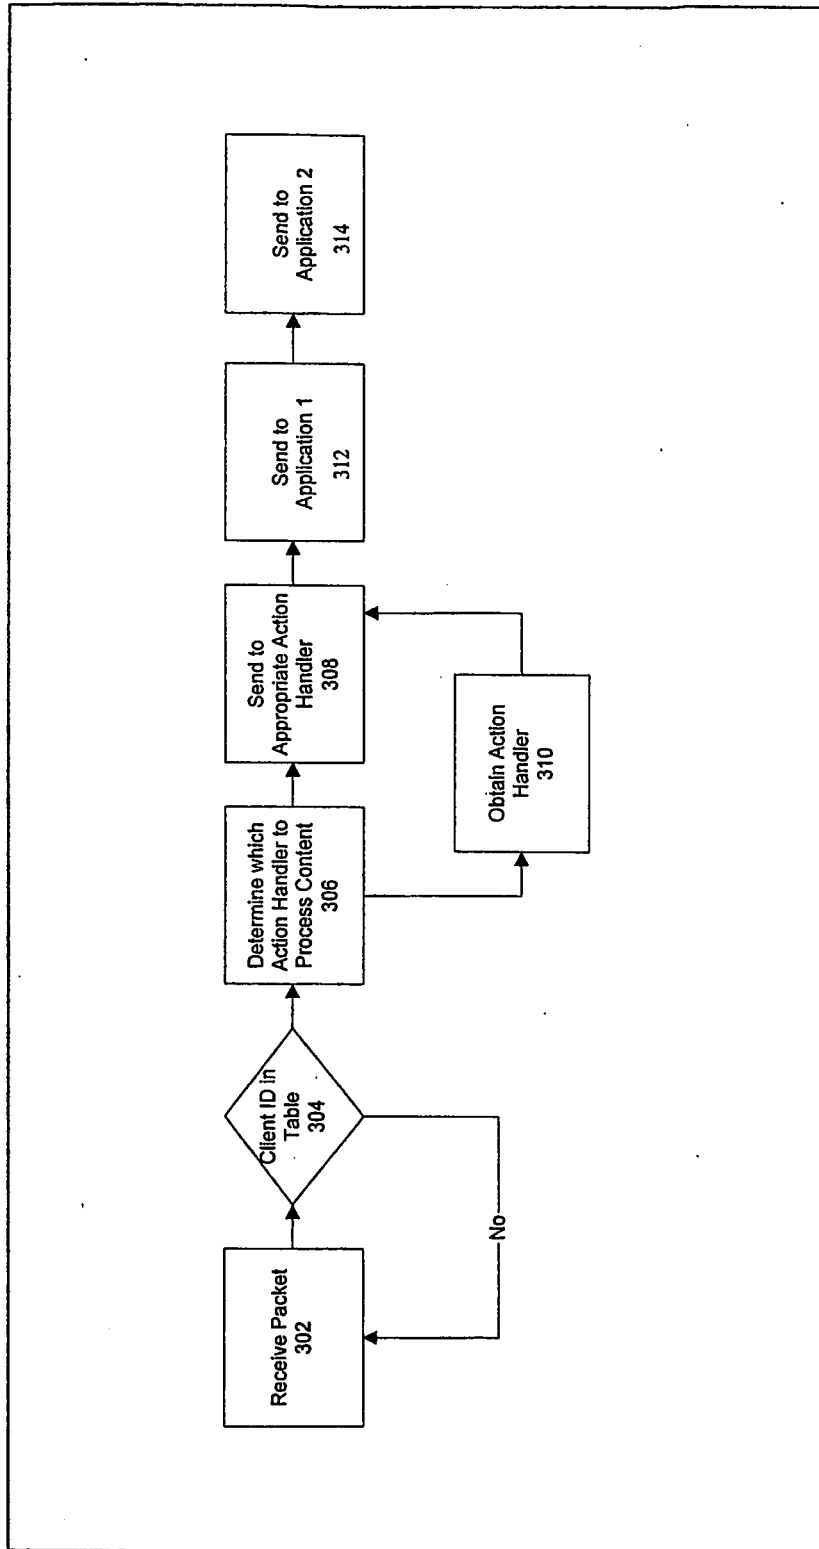 Receive Packet
302
Client ID in
Table
304
No
Determine which
Action Handler to
Process Content
306
Send to
Appropriate Action
Handler
308
Obtain Action
Handler
310
Send to
Application 1
312
Send to
Application 2
314